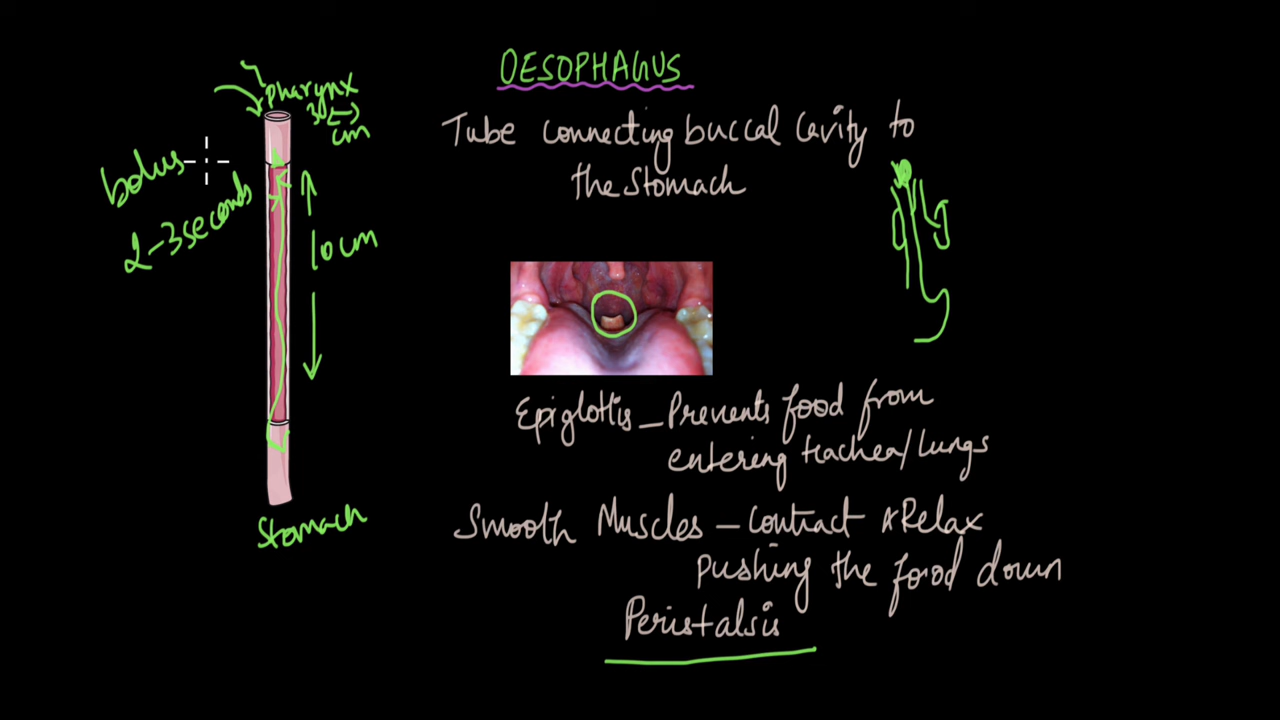 OESOPHAGUS
Tube connecting buccal cavity to
the stomach
pharynx
30
cm
bolus
2-3 seconds
10 cm
Stomach
Epiglottis - Prevents food from
entering trachea/lungs
Smooth Muscles - Contract & Relax
pushing the food down
Peristalsis